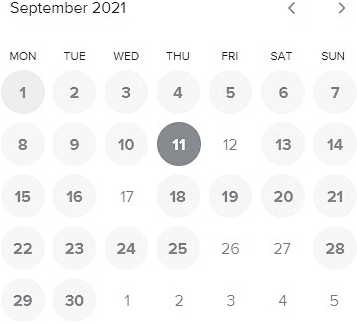 September 2021
MON TUE WED THU FRI SAT SUN
1 2 3 4 5 6 7
8 9 10 11 12 13 14
15 16 17 18 19 20 21
22 23 24 25 26 27 28
29 30 1 2 3 4 5